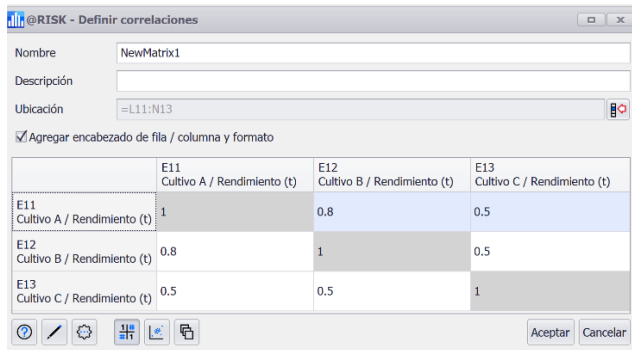 @RISK - Definir correlaciones
Nombre NewMatrix1
Descripción
Ubicación =L11:N13
Agregar encabezado de fila / columna y formato
E11 E12 E13
Cultivo A / Rendimiento (t) Cultivo B / Rendimiento (t) Cultivo C / Rendimiento (t)
E11
Cultivo A / Rendimiento (t) 1 0.8 0.5
E12
Cultivo B / Rendimiento (t) 0.8 1 0.5
E13
Cultivo C / Rendimiento (t) 0.5 0.5 1
Aceptar Cancelar